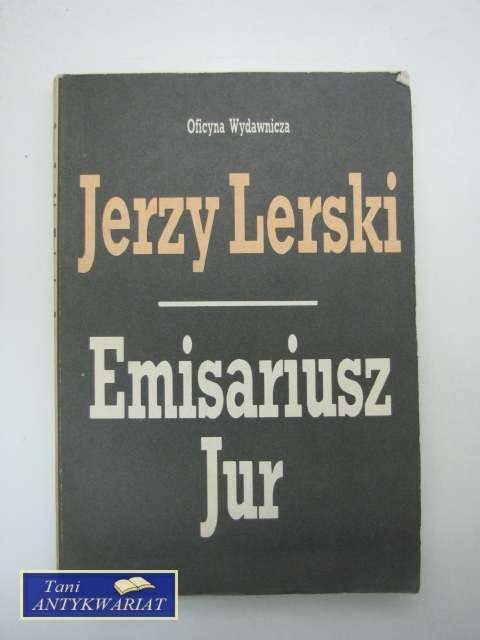 Oficyna Wydawnicza
Jerzy Lerski
Emisariusz
Jur
Tani
ANTYKWARIAT